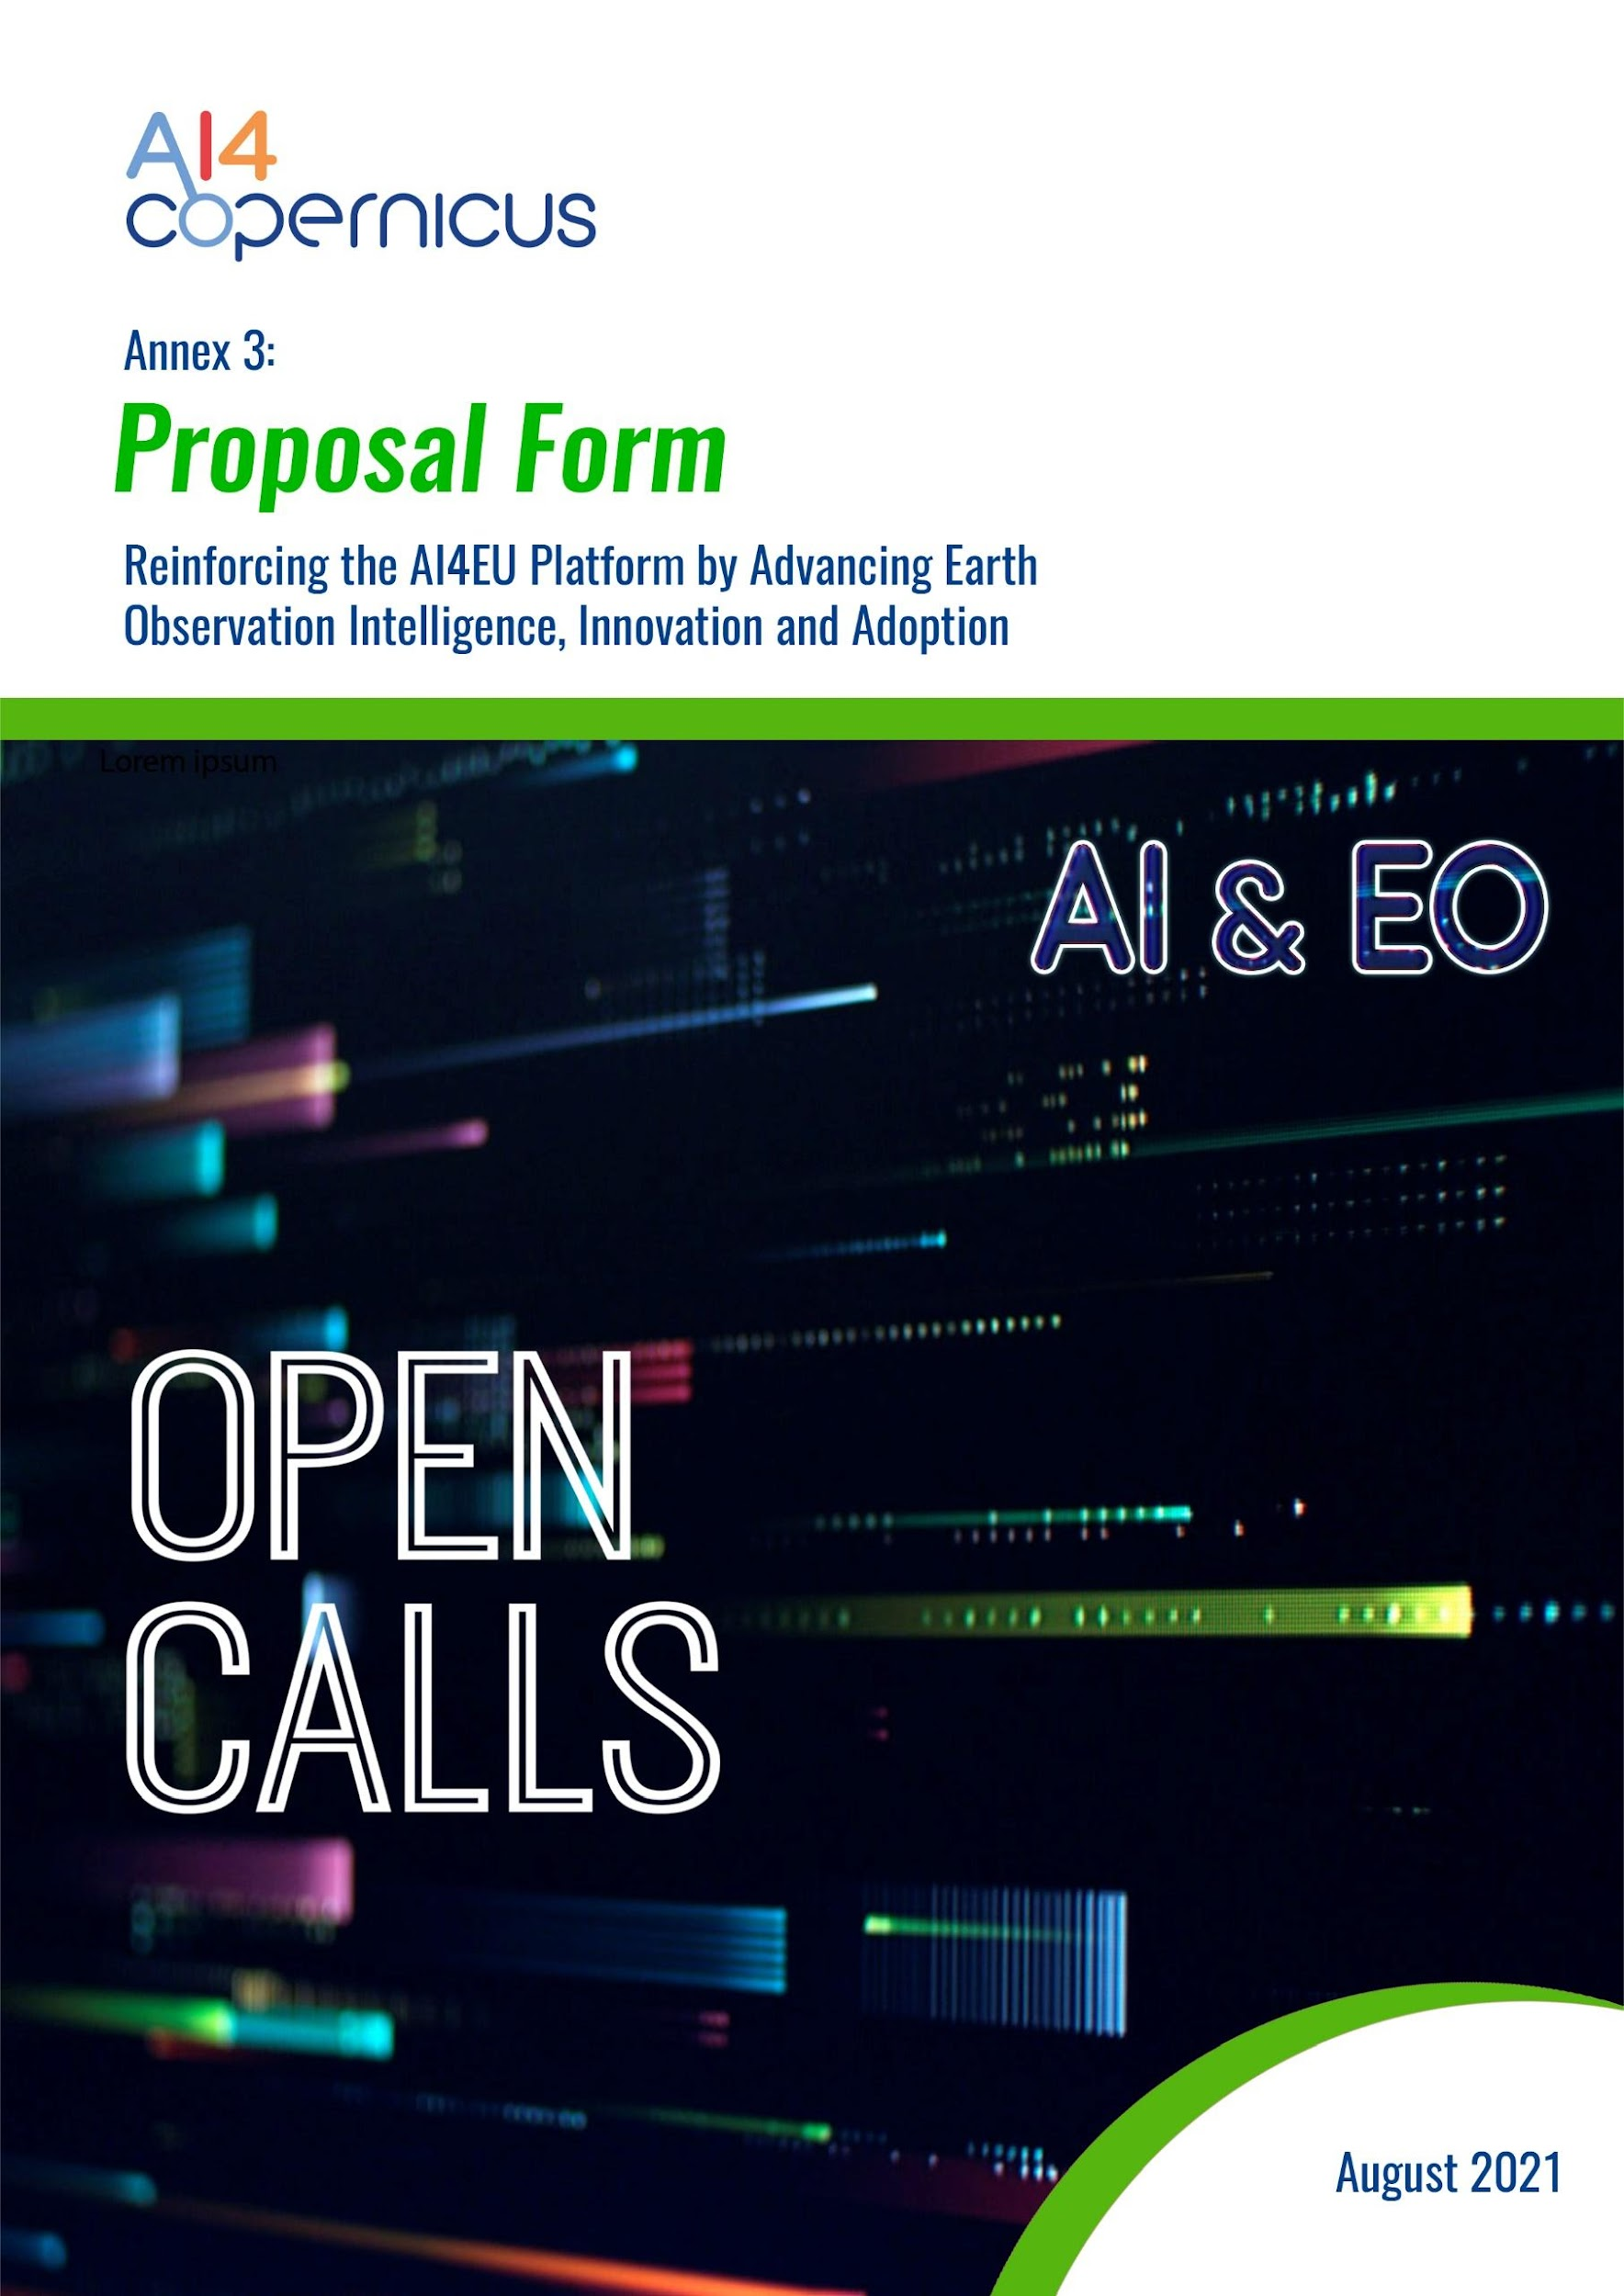 AI4
copernicus
Annex 3:
Proposal Form
Reinforcing the AI4EU Platform by Advancing Earth
Observation Intelligence, Innovation and Adoption
Lorem ipsum
AI & EO
OPEN
CALLS
August 2021